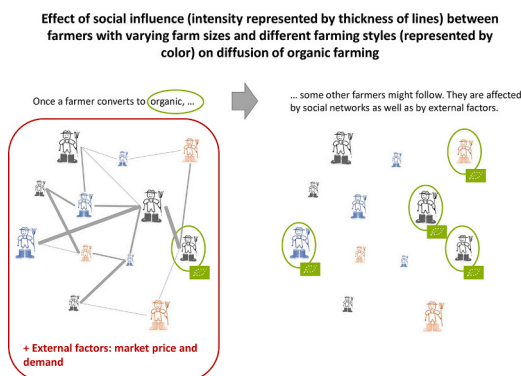 Effect of social influence (intensity represented by thickness of lines) between
farmers with varying farm sizes and different farming styles (represented by
color) on diffusion of organic farming
Once a farmer converts to organic, ...
... some other farmers might follow. They are affected
by social networks as well as by external factors.
+ External factors: market price and
demand